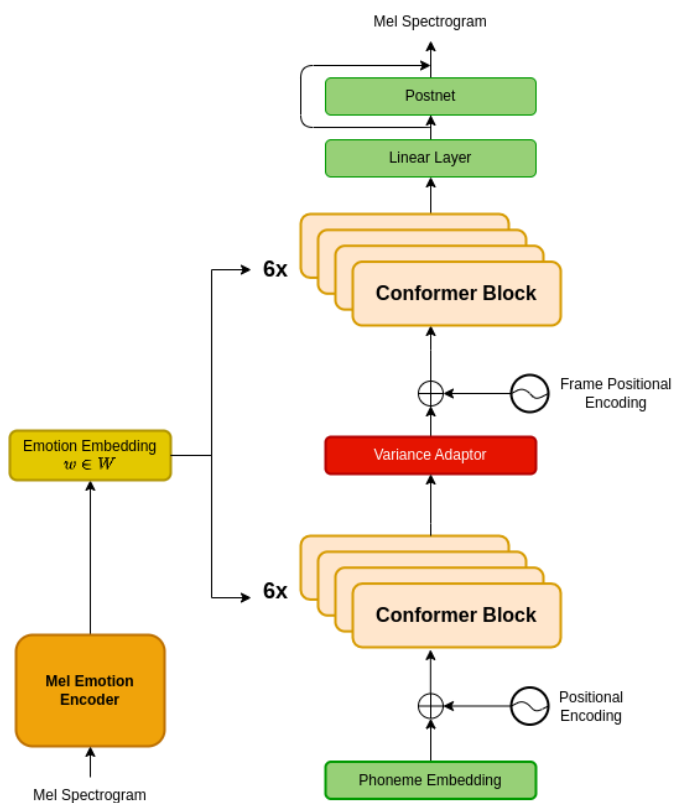 Mel Spectrogram
Postnet
Linear Layer
6x
Conformer Block
Frame Positional
Encoding
Emotion Embedding
w ∈ W
Variance Adaptor
6x
Conformer Block
Mel Emotion
Encoder
Positional
Encoding
Phoneme Embedding
Mel Spectrogram